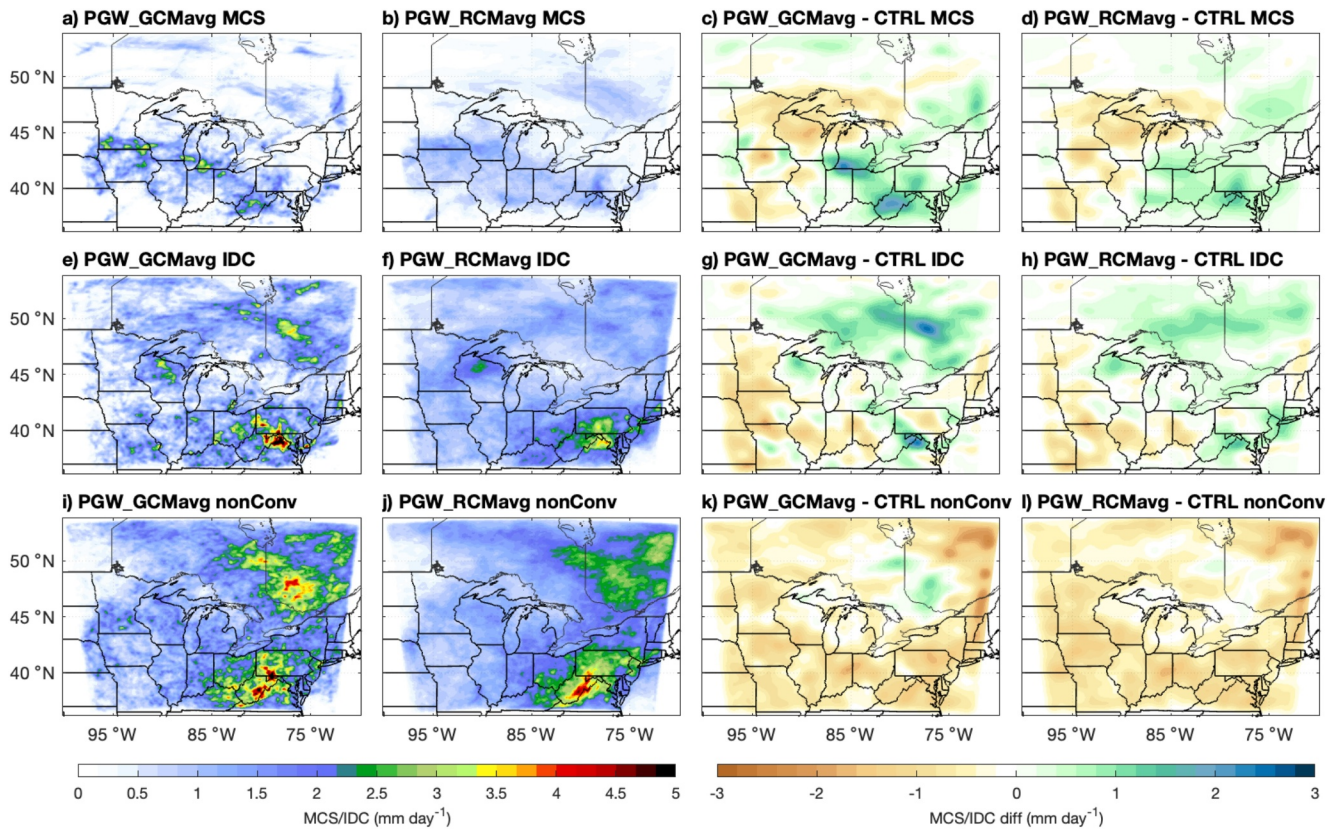 a) PGW_GCMavg MCS
b) PGW_RCMavg MCS
c) PGW_GCMavg - CTRL MCS
d) PGW_RCMavg - CTRL MCS
50 °N
45 °N
40 °N
e) PGW_GCMavg IDC
f) PGW_RCMavg IDC
g) PGW_GCMavg - CTRL IDC
h) PGW_RCMavg - CTRL IDC
50 °N
45 °N
40 °N
i) PGW_GCMavg nonConv
j) PGW_RCMavg nonConv
k) PGW_GCMavg - CTRL nonConv
l) PGW_RCMavg - CTRL nonConv
50 °N
45 °N
40 °N
95 °W 85 °W 75 °W
95 °W 85 °W 75 °W
95 °W 85 °W 75 °W
95 °W 85 °W 75 °W
0 0.5 1 1.5 2 2.5 3 3.5 4 4.5 5
MCS/IDC (mm day⁻¹)
-3 -2 -1 0 1 2 3
MCS/IDC diff (mm day⁻¹)